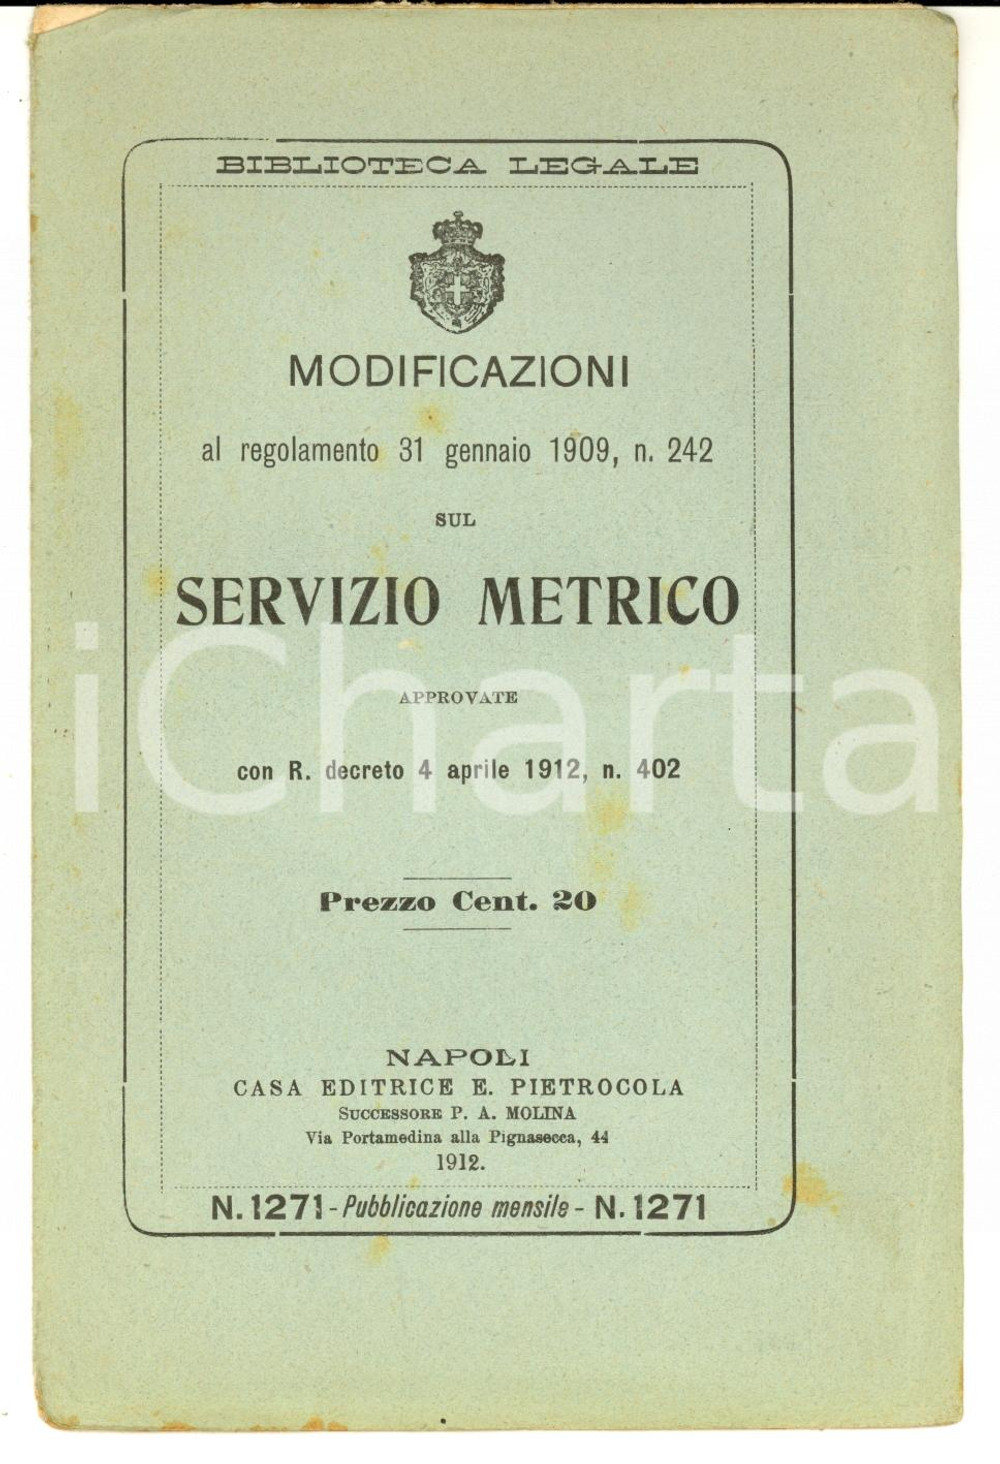 BIBLIOTECA LEGALE
MODIFICAZIONI
al regolamento 31 gennaio 1909, n. 242
SUL
SERVIZIO METRICO
iCharta
APPROVATE
con R. decreto 4 aprile 1912, n. 402
Prezzo Cent. 20
NAPOLI
CASA EDITRICE E. PIETROCOLA
SUCCESSORE P. A. MOLINA
Via Portamedina alla Pignasecca, 44
1912.
N. 1271 - Pubblicazione mensile - N. 1271